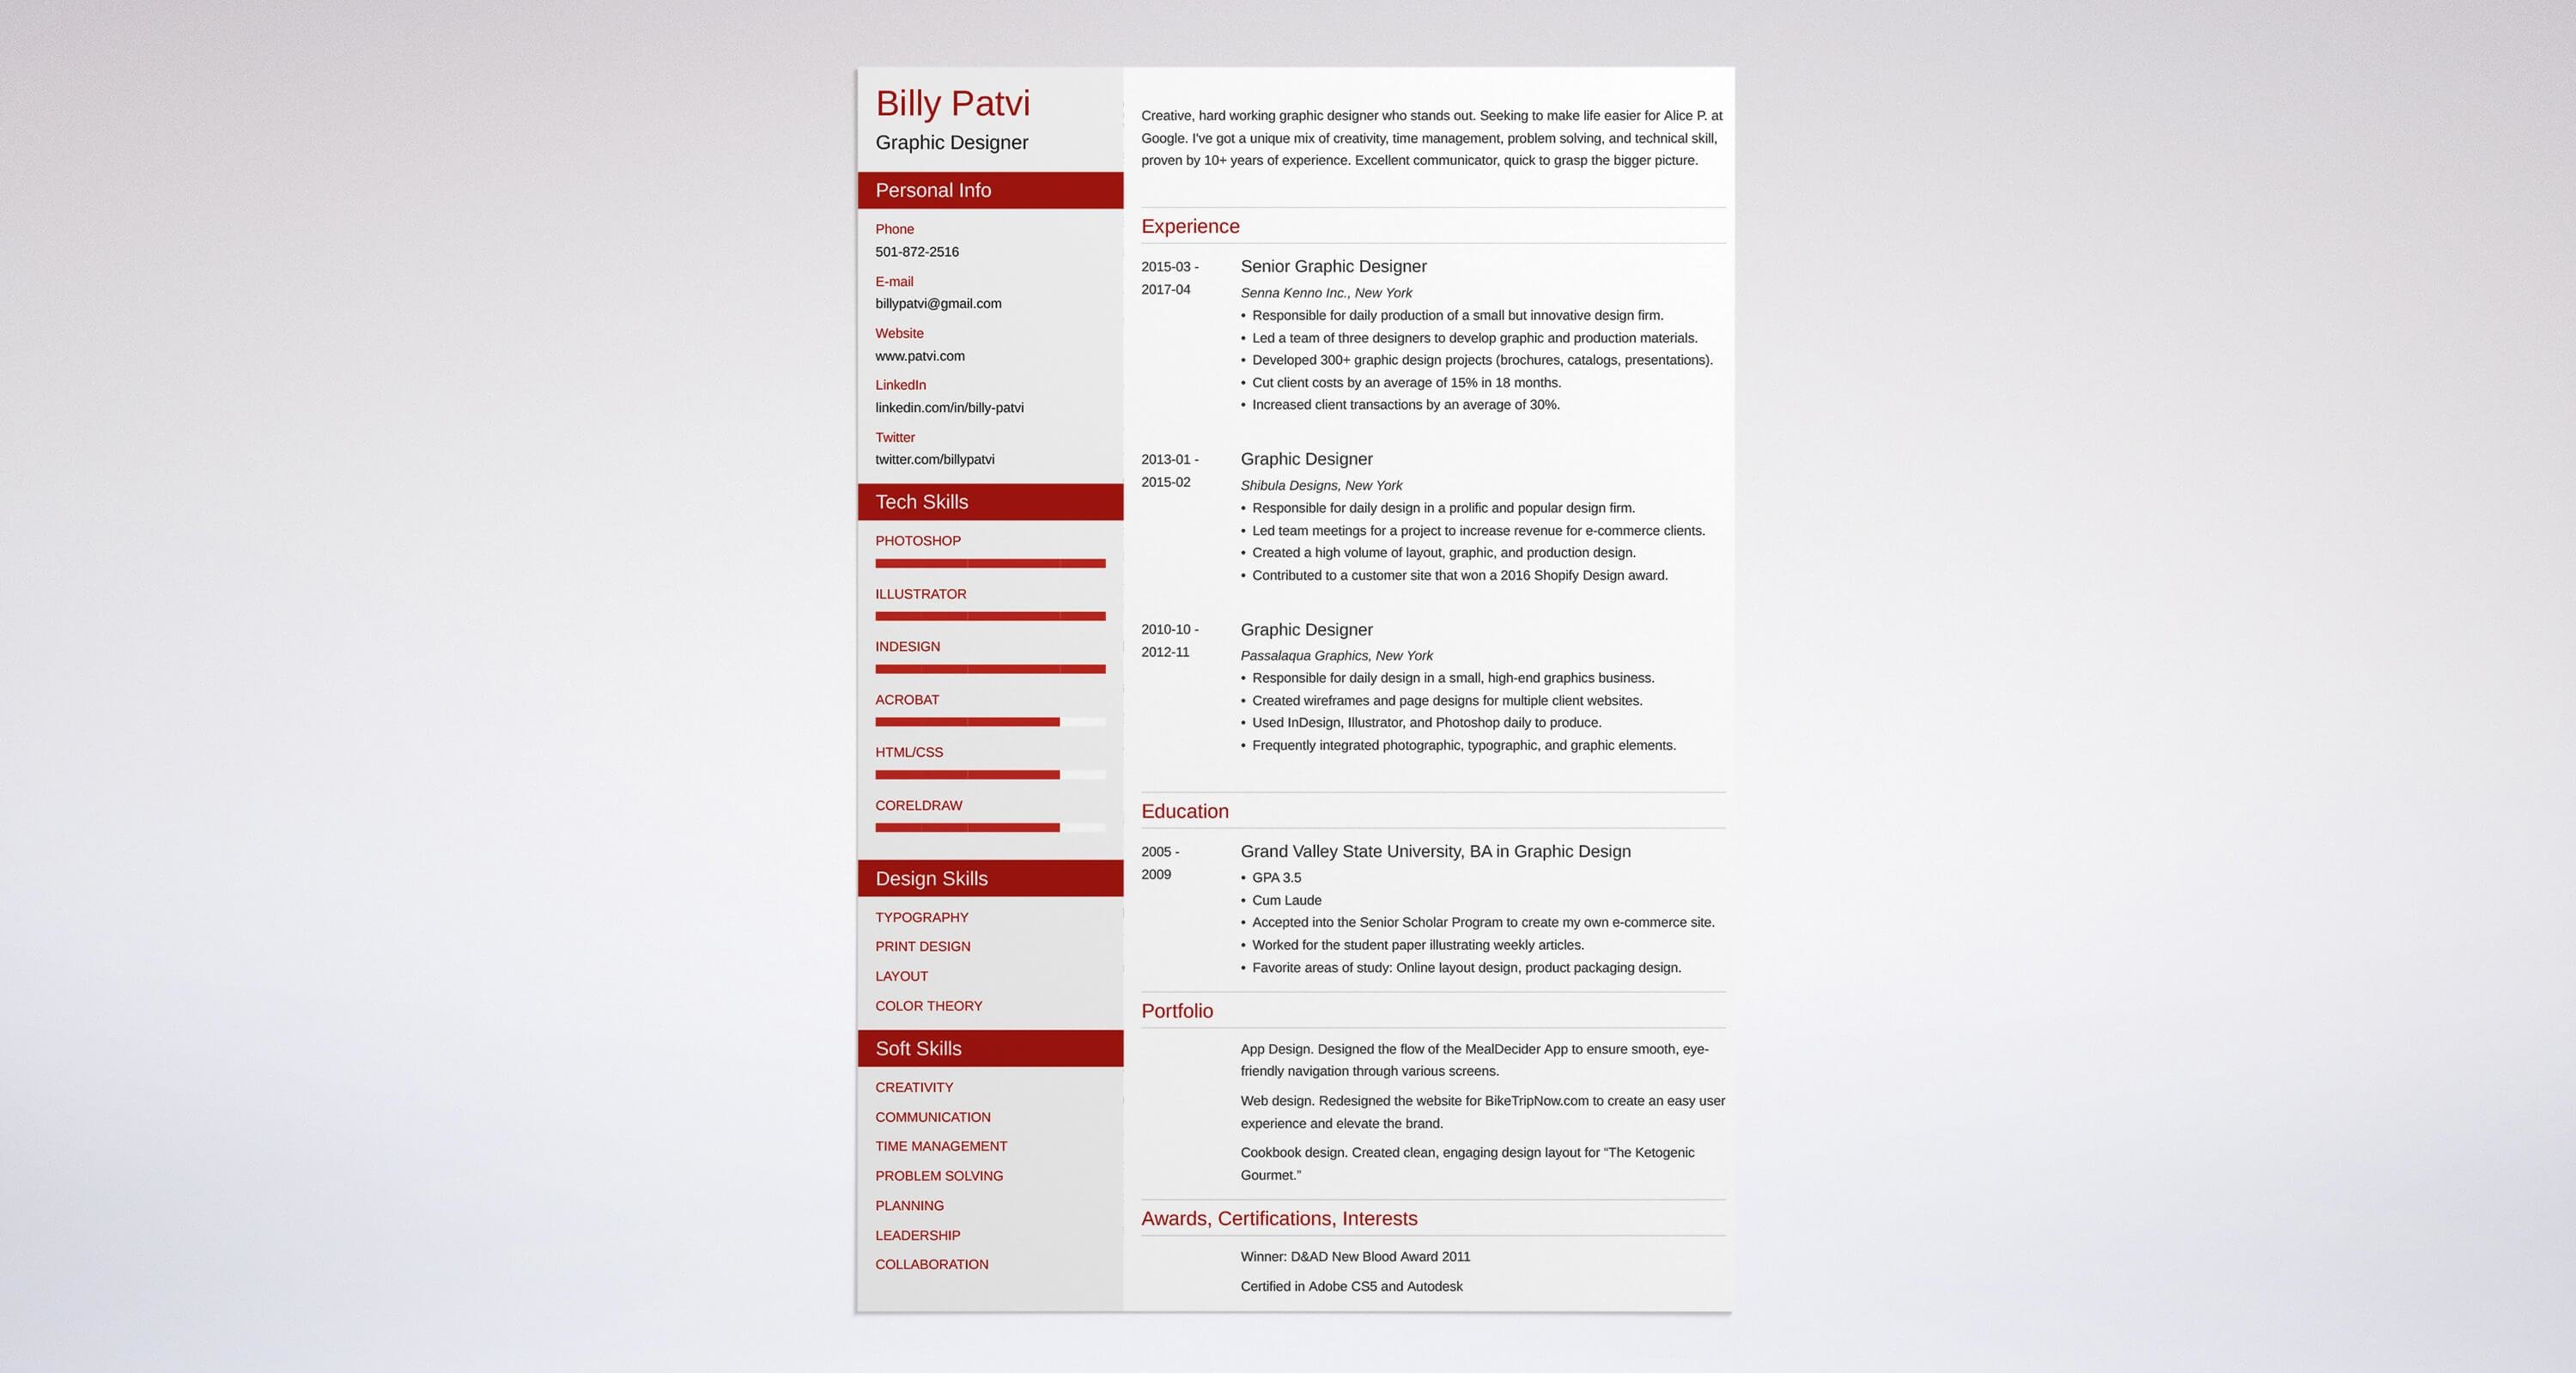 Billy Patvi
Graphic Designer
Personal Info
Phone
501-872-2516
E-mail
billypatvi@gmail.com
Website
www.patvi.com
LinkedIn
linkedin.com/in/billy-patvi
Twitter
twitter.com/billypatvi
Tech Skills
PHOTOSHOP
ILLUSTRATOR
INDESIGN
ACROBAT
HTML/CSS
CORELDRAW
Design Skills
TYPOGRAPHY
PRINT DESIGN
LAYOUT
COLOR THEORY
Soft Skills
CREATIVITY
COMMUNICATION
TIME MANAGEMENT
PROBLEM SOLVING
PLANNING
LEADERSHIP
COLLABORATION
Creative, hard working graphic designer who stands out. Seeking to make life easier for Alice P. at
Google. I've got a unique mix of creativity, time management, problem solving, and technical skill,
proven by 10+ years of experience. Excellent communicator, quick to grasp the bigger picture.
Experience
2015-03 -
2017-04
Senior Graphic Designer
Senna Kenno Inc., New York
• Responsible for daily production of a small but innovative design firm.
• Led a team of three designers to develop graphic and production materials.
• Developed 300+ graphic design projects (brochures, catalogs, presentations).
• Cut client costs by an average of 15% in 18 months.
• Increased client transactions by an average of 30%.
2013-01 -
2015-02
Graphic Designer
Shibula Designs, New York
• Responsible for daily design in a prolific and popular design firm.
• Led team meetings for a project to increase revenue for e-commerce clients.
• Created a high volume of layout, graphic, and production design.
• Contributed to a customer site that won a 2016 Shopify Design award.
2010-10 -
2012-11
Graphic Designer
Passalaqua Graphics, New York
• Responsible for daily design in a small, high-end graphics business.
• Created wireframes and page designs for multiple client websites.
• Used InDesign, Illustrator, and Photoshop daily to produce.
• Frequently integrated photographic, typographic, and graphic elements.
Education
2005 -
2009
Grand Valley State University, BA in Graphic Design
• GPA 3.5
• Cum Laude
• Accepted into the Senior Scholar Program to create my own e-commerce site.
• Worked for the student paper illustrating weekly articles.
• Favorite areas of study: Online layout design, product packaging design.
Portfolio
App Design. Designed the flow of the MealDecider App to ensure smooth, eye-
friendly navigation through various screens.
Web design. Redesigned the website for BikeTripNow.com to create an easy user
experience and elevate the brand.
Cookbook design. Created clean, engaging design layout for “The Ketogenic
Gourmet.”
Awards, Certifications, Interests
Winner: D&AD New Blood Award 2011
Certified in Adobe CS5 and Autodesk